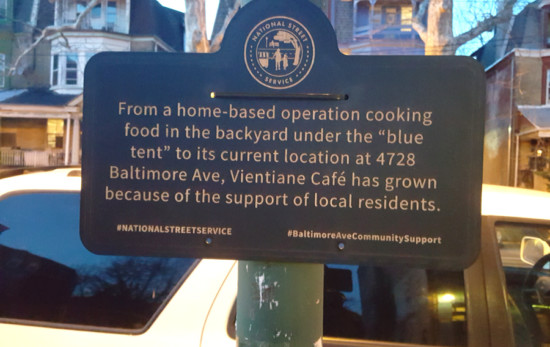 NATIONAL STREET
SERVICE
From a home-based operation cooking
food in the backyard under the “blue
tent” to its current location at 4728
Baltimore Ave, Vientiane Café has grown
because of the support of local residents.
#NATIONALSTREETSERVICE
#BaltimoreAveCommunitySupport